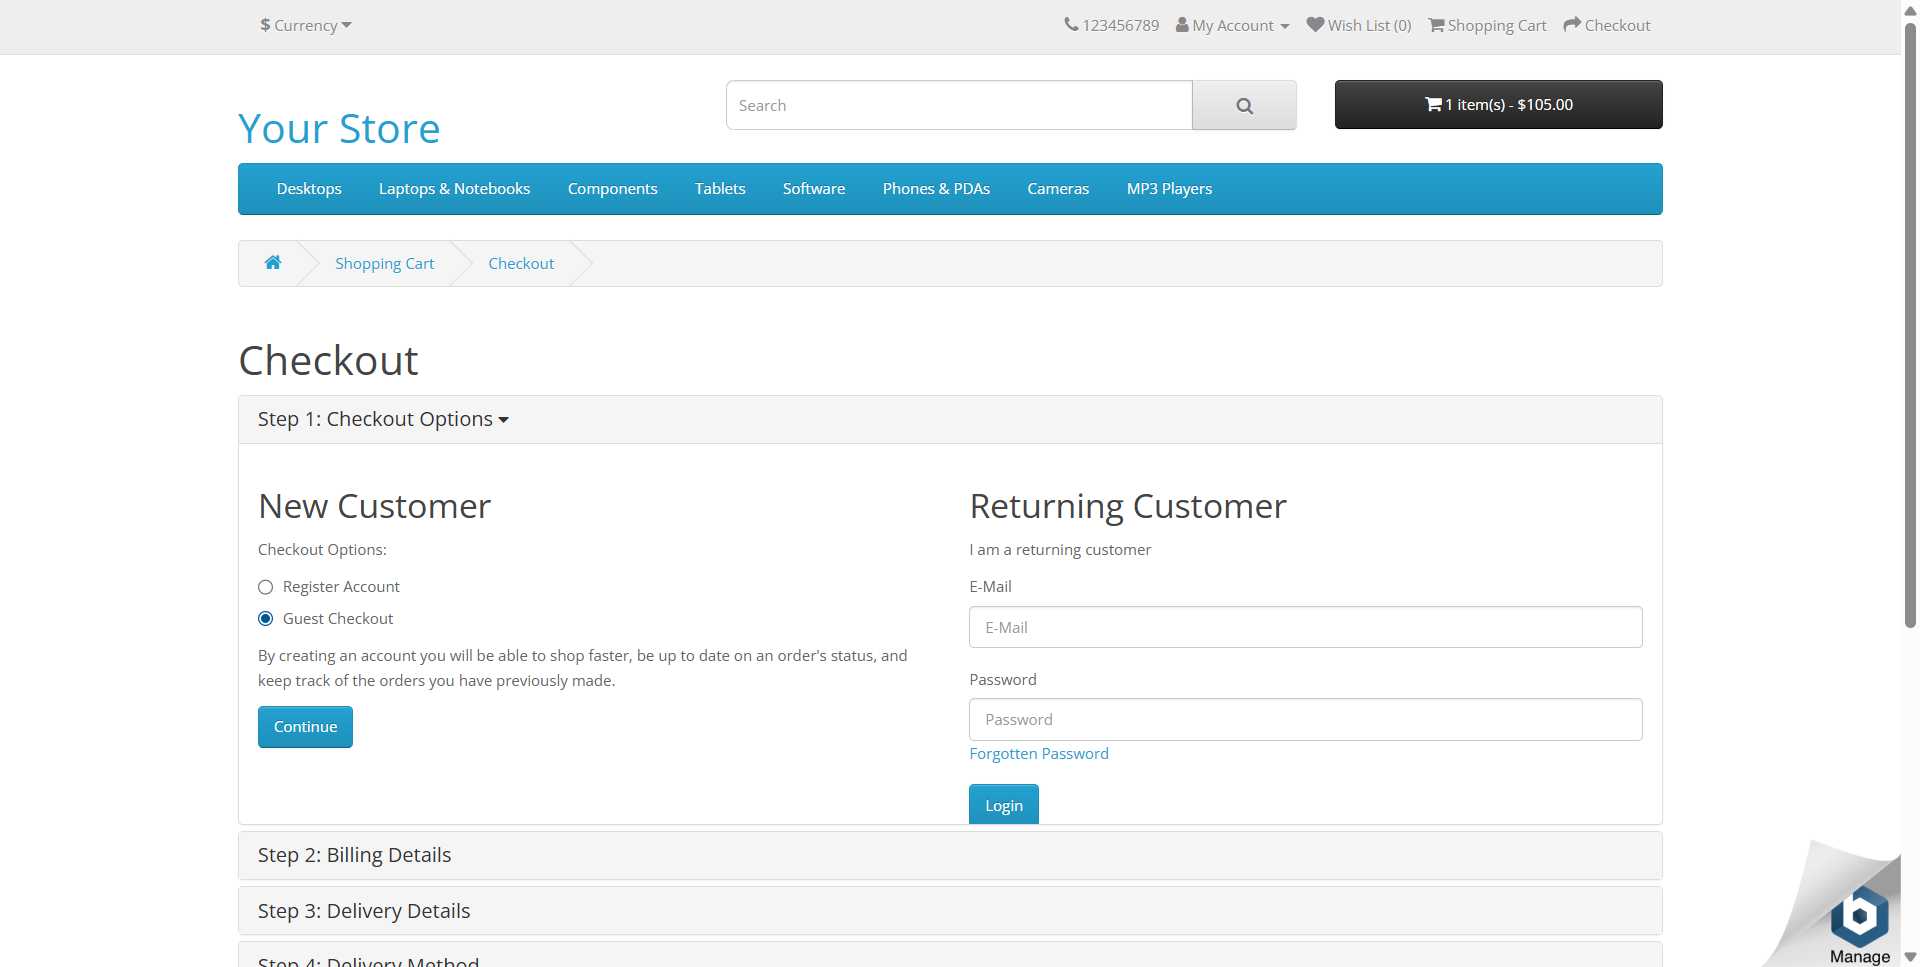 $ Currency
123456789 My Account Wish List (0) Shopping Cart Checkout
Your Store
Search
1 item(s) - $105.00
Desktops Laptops & Notebooks Components Tablets Software Phones & PDAs Cameras MP3 Players
Shopping Cart Checkout
Checkout
Step 1: Checkout Options
New Customer
Checkout Options:
Register Account
Guest Checkout
By creating an account you will be able to shop faster, be up to date on an order's status, and
keep track of the orders you have previously made.
Continue
Returning Customer
I am a returning customer
E-Mail
E-Mail
Password
Password
Forgotten Password
Login
Step 2: Billing Details
Step 3: Delivery Details
Step 4: Delivery Method
b
Manage